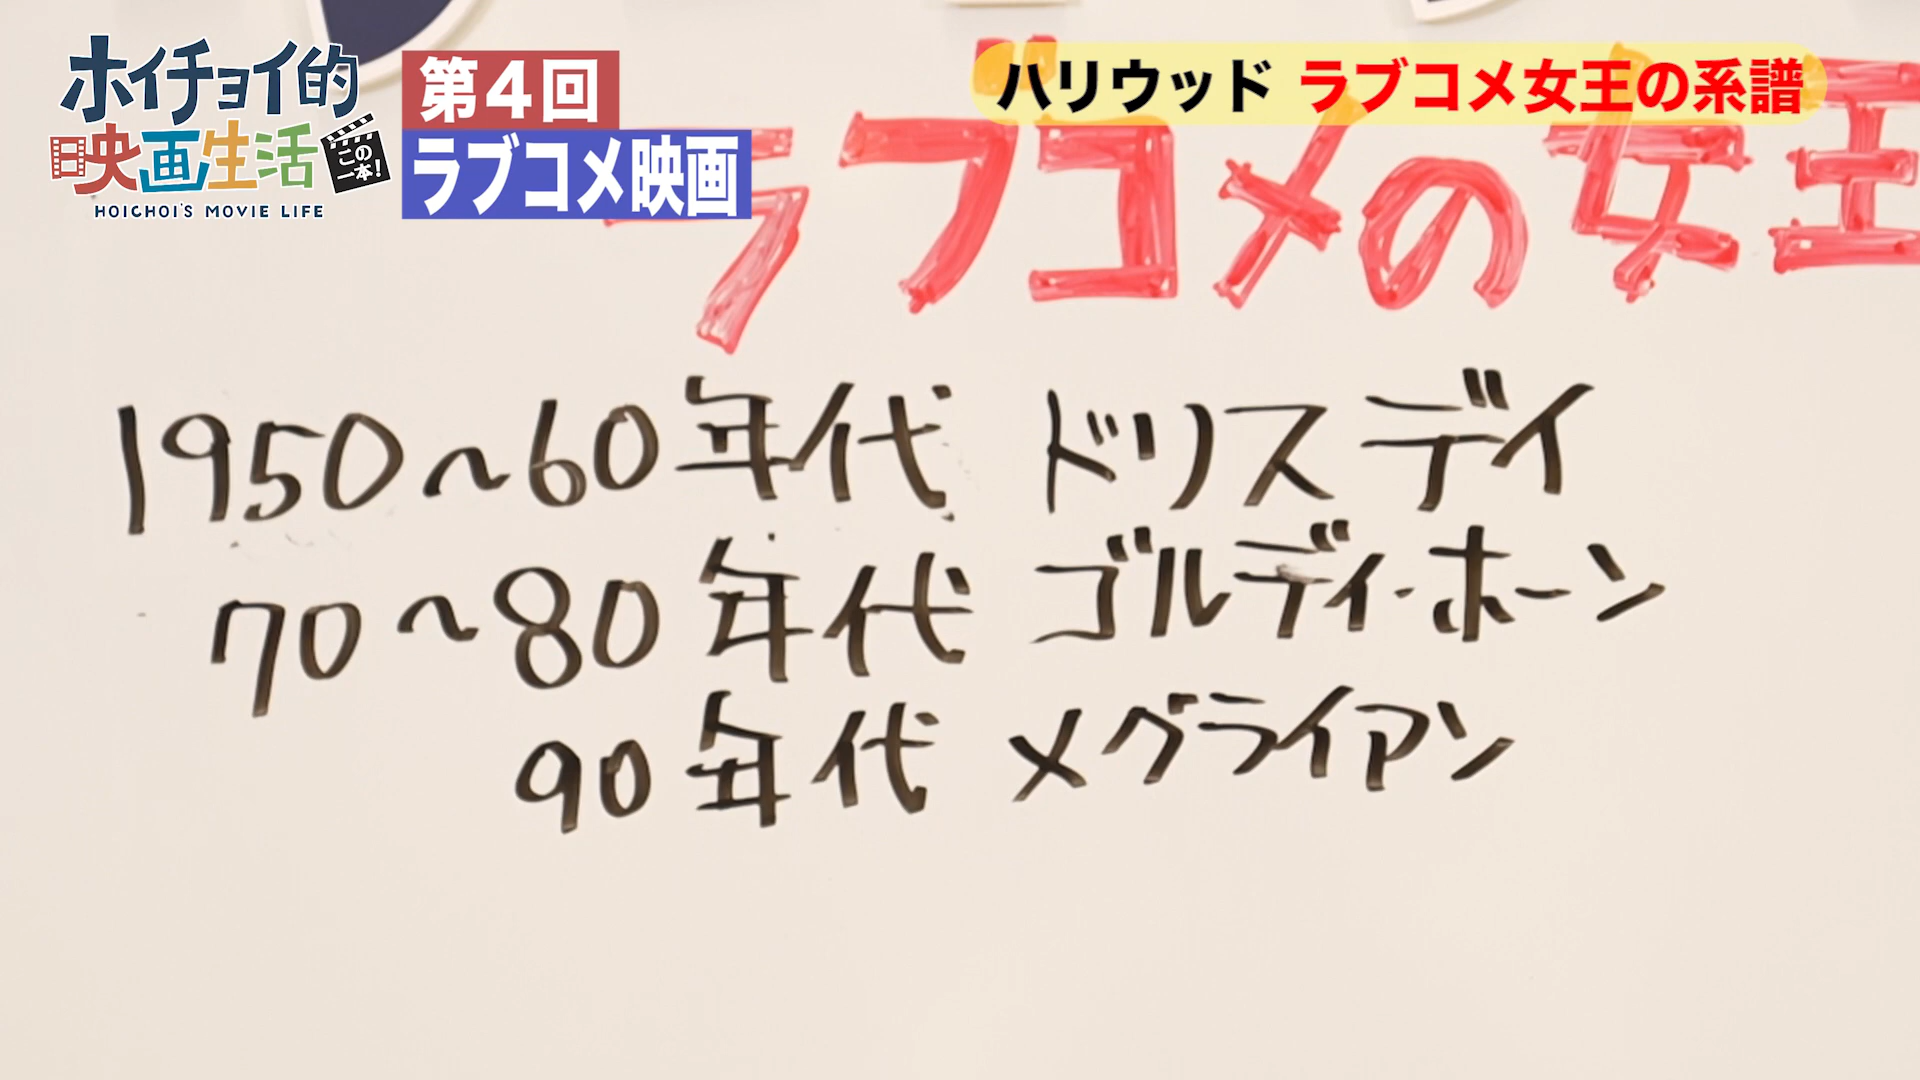 ホイチョイ的
映画生活
この一本!
HOICHOI'S MOVIE LIFE
第4回
ラブコメ映画
ハリウッド ラブコメ女王の系譜
ラブコメの女王
1950~60年代 ドリスデイ
70~80年代 ゴルディ・ホーン
90年代 メグライアン